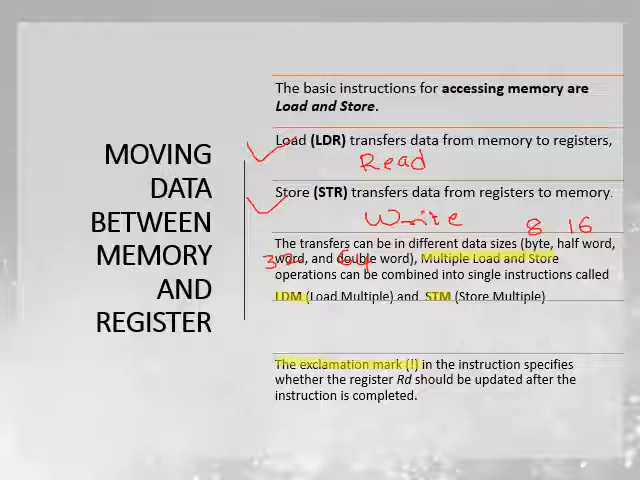 MOVING
DATA
BETWEEN
MEMORY
AND
REGISTER
The basic instructions for accessing memory are
Load and Store.
Load (LDR) transfers data from memory to registers,
Read
Store (STR) transfers data from registers to memory.
Write
8 16
The transfers can be in different data sizes (byte, half word,
word, and double word), Multiple Load and Store
32 64
operations can be combined into single instructions called
LDM (Load Multiple) and STM (Store Multiple)
The exclamation mark (!) in the instruction specifies
whether the register Rd should be updated after the
instruction is completed.